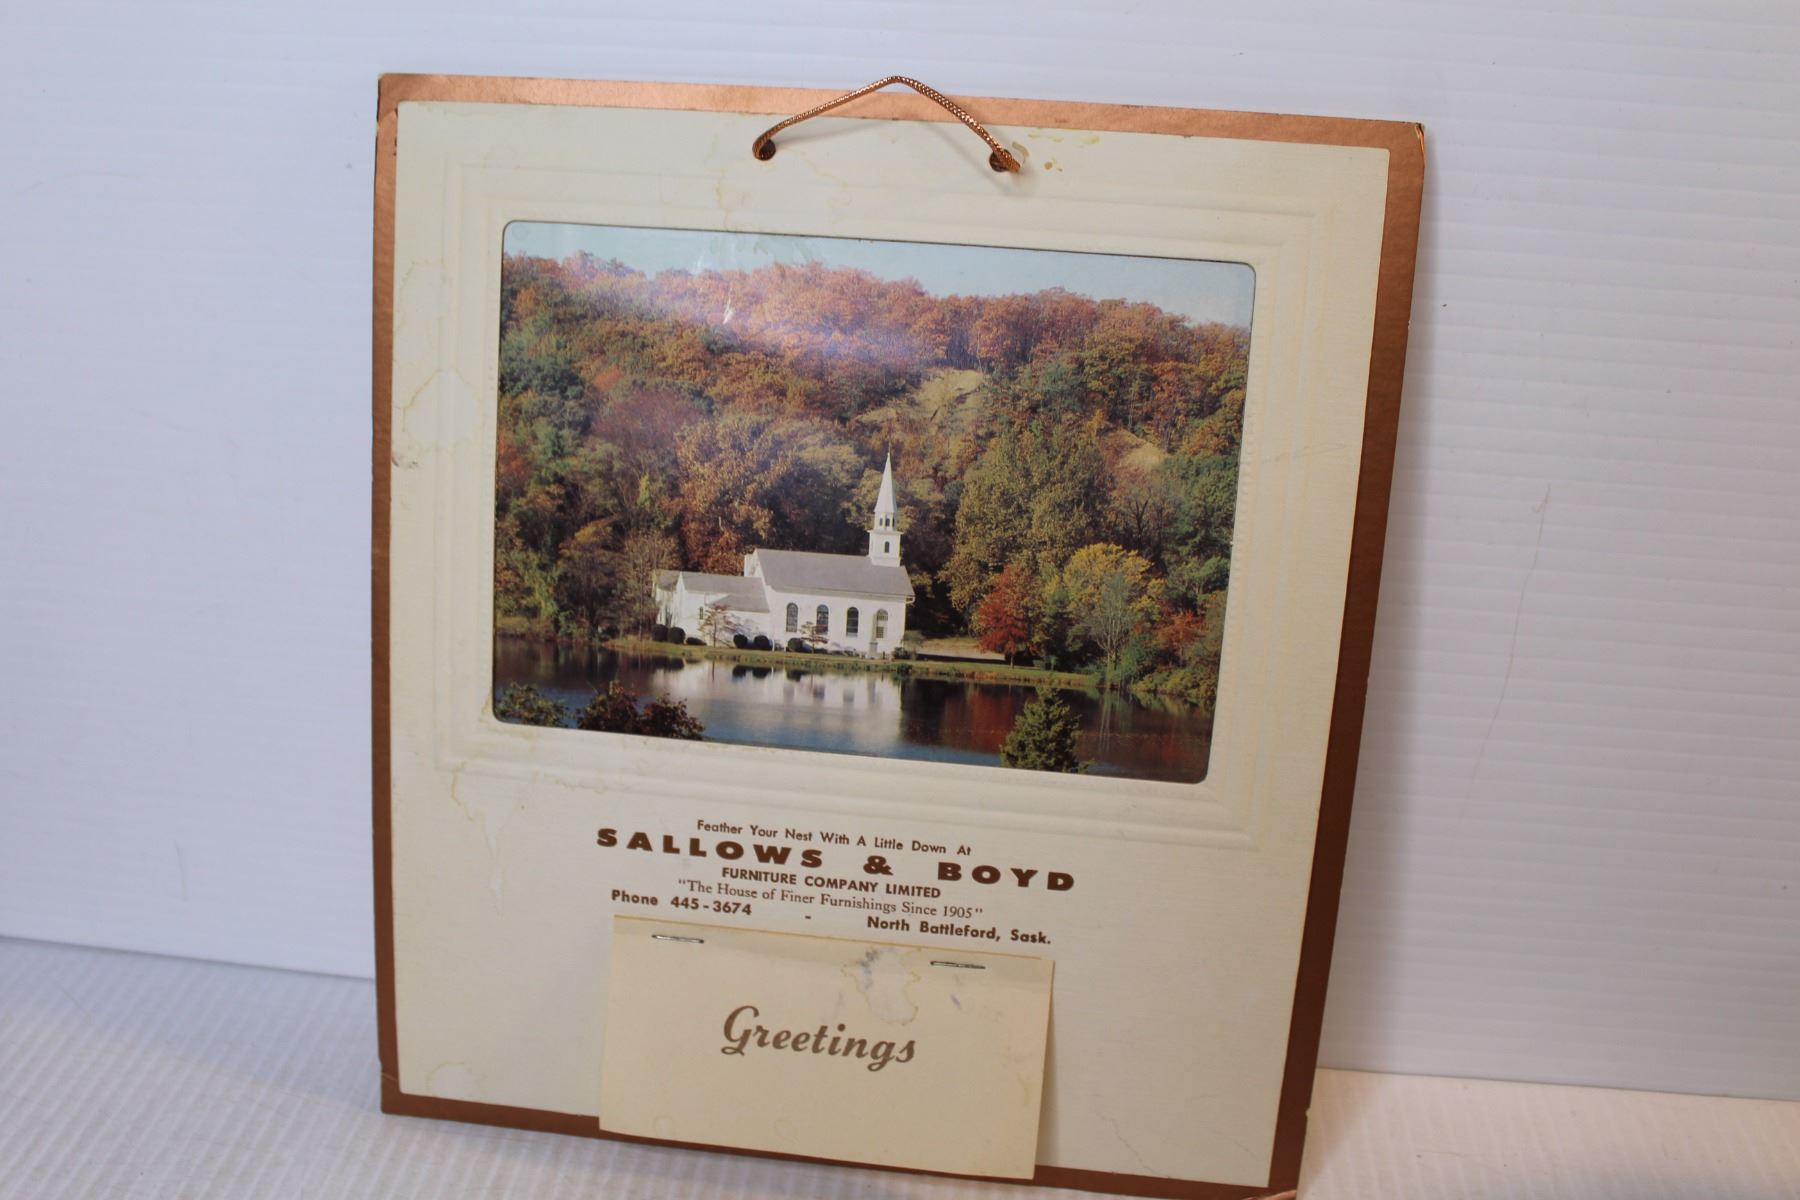 Feather Your Nest With A Little Down At
SALLOWS & BOYD
FURNITURE COMPANY LIMITED
"The House of Finer Furnishings Since 1905"
Phone 445-3674 - North Battleford, Sask.
Greetings